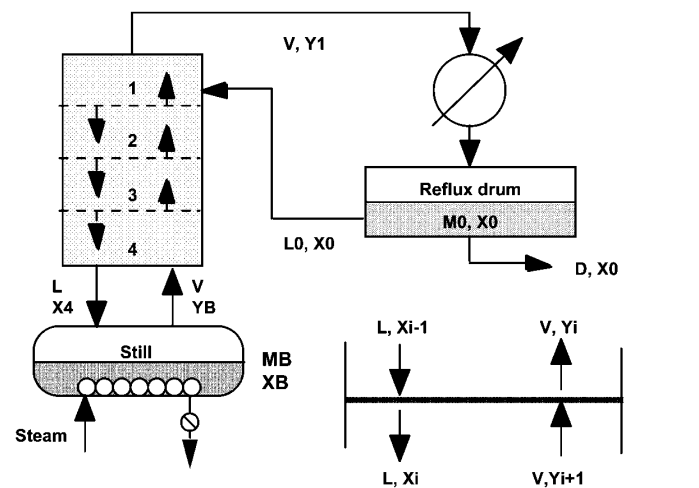 V, Y1
1
2
3
4
Reflux drum
M0, X0
L0, X0
D, X0
L
X4
V
YB
Still
MB
XB
Steam
L, Xi-1
V, Yi
L, Xi
V,Yi+1